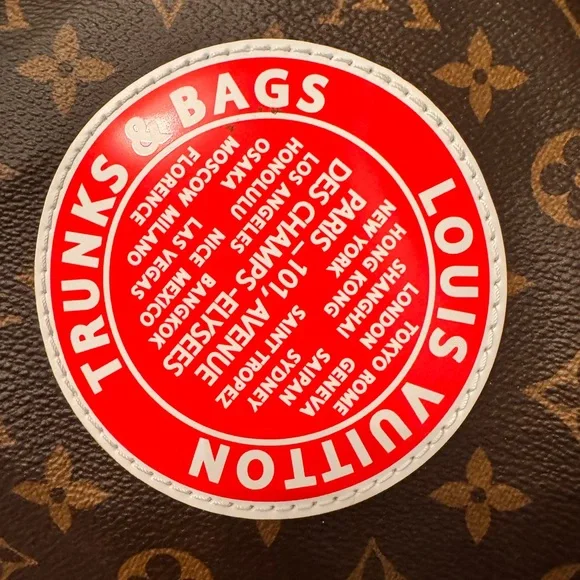 LOUIS VUITTON
TRUNKS & BAGS
TOKYO ROME
LONDON GENEVA
SHANGHAI SAIPAN
HONG KONG SYDNEY
NEW YORK SAINT TROPEZ
PARIS – 101, AVENUE
DES CHAMPS-ELYSEES
LOS ANGELES BANGKOK
HONOLULU NICE MEXICO
OSAKA LAS VEGAS
MOSCOW MILANO
FLORENCE